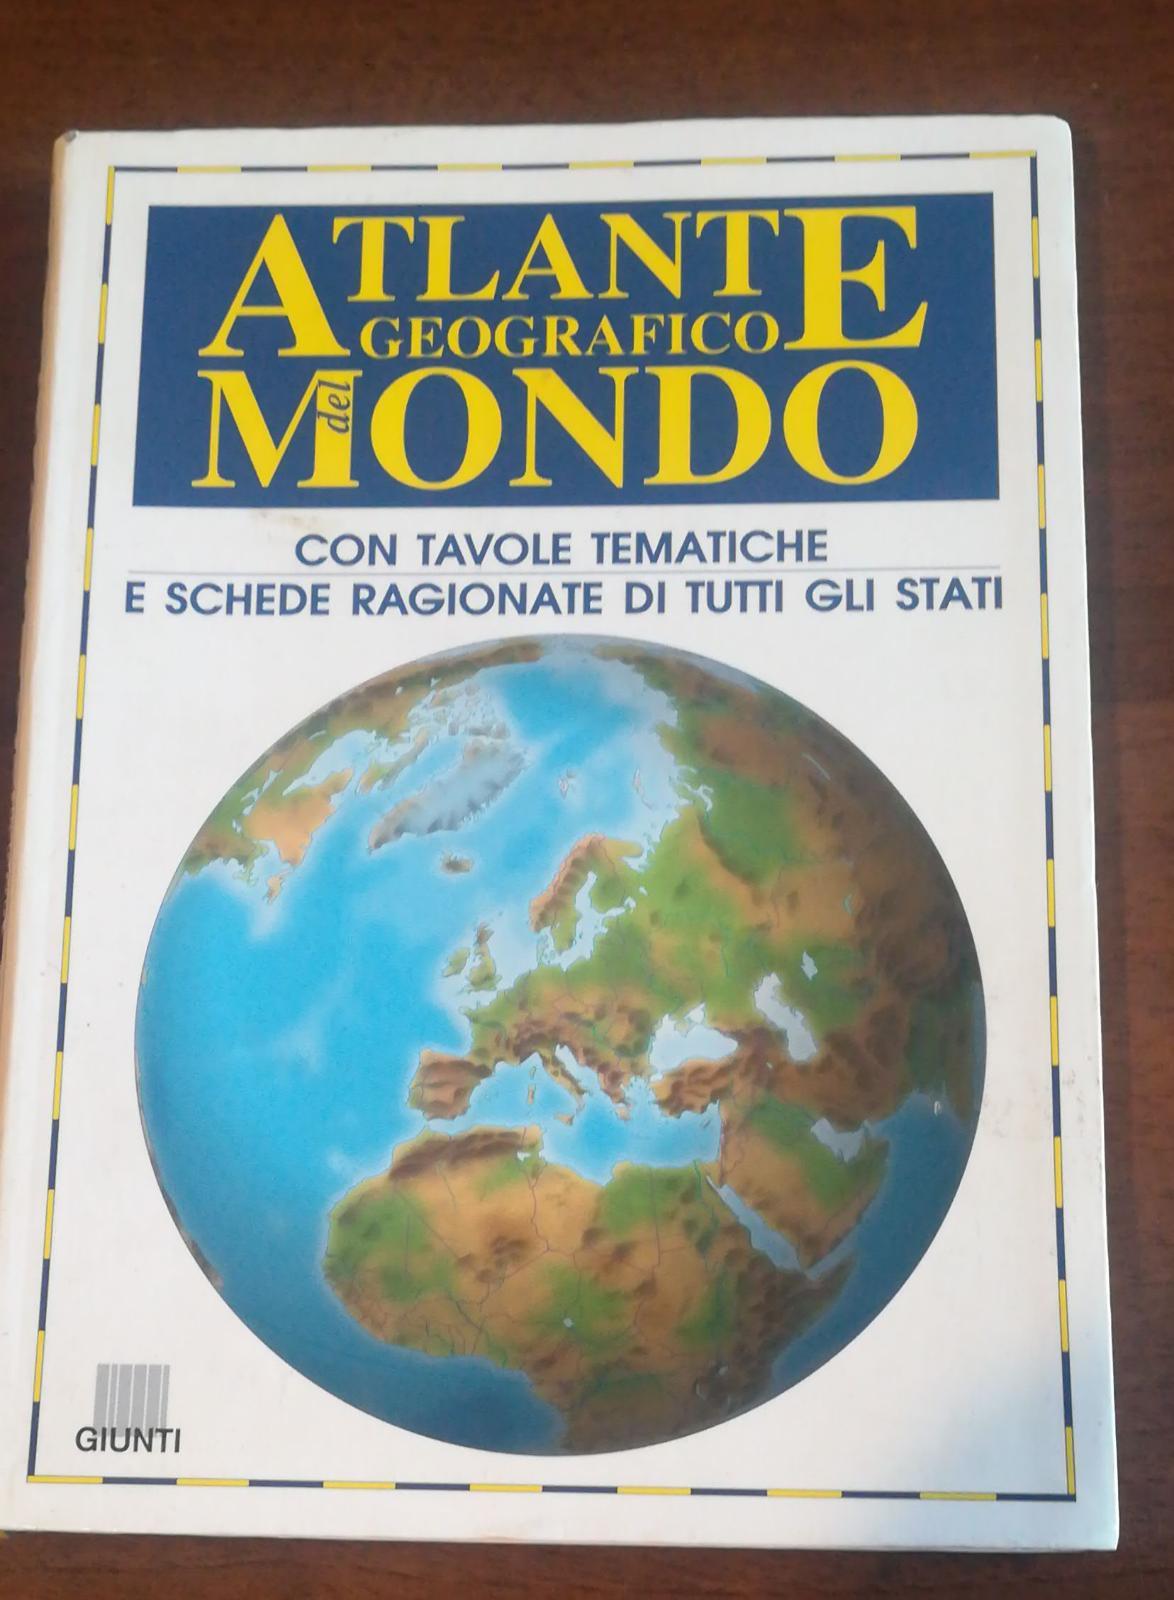 ATLANTE
GEOGRAFICO
del
MONDO
CON TAVOLE TEMATICHE
E SCHEDE RAGIONATE DI TUTTI GLI STATI
GIUNTI